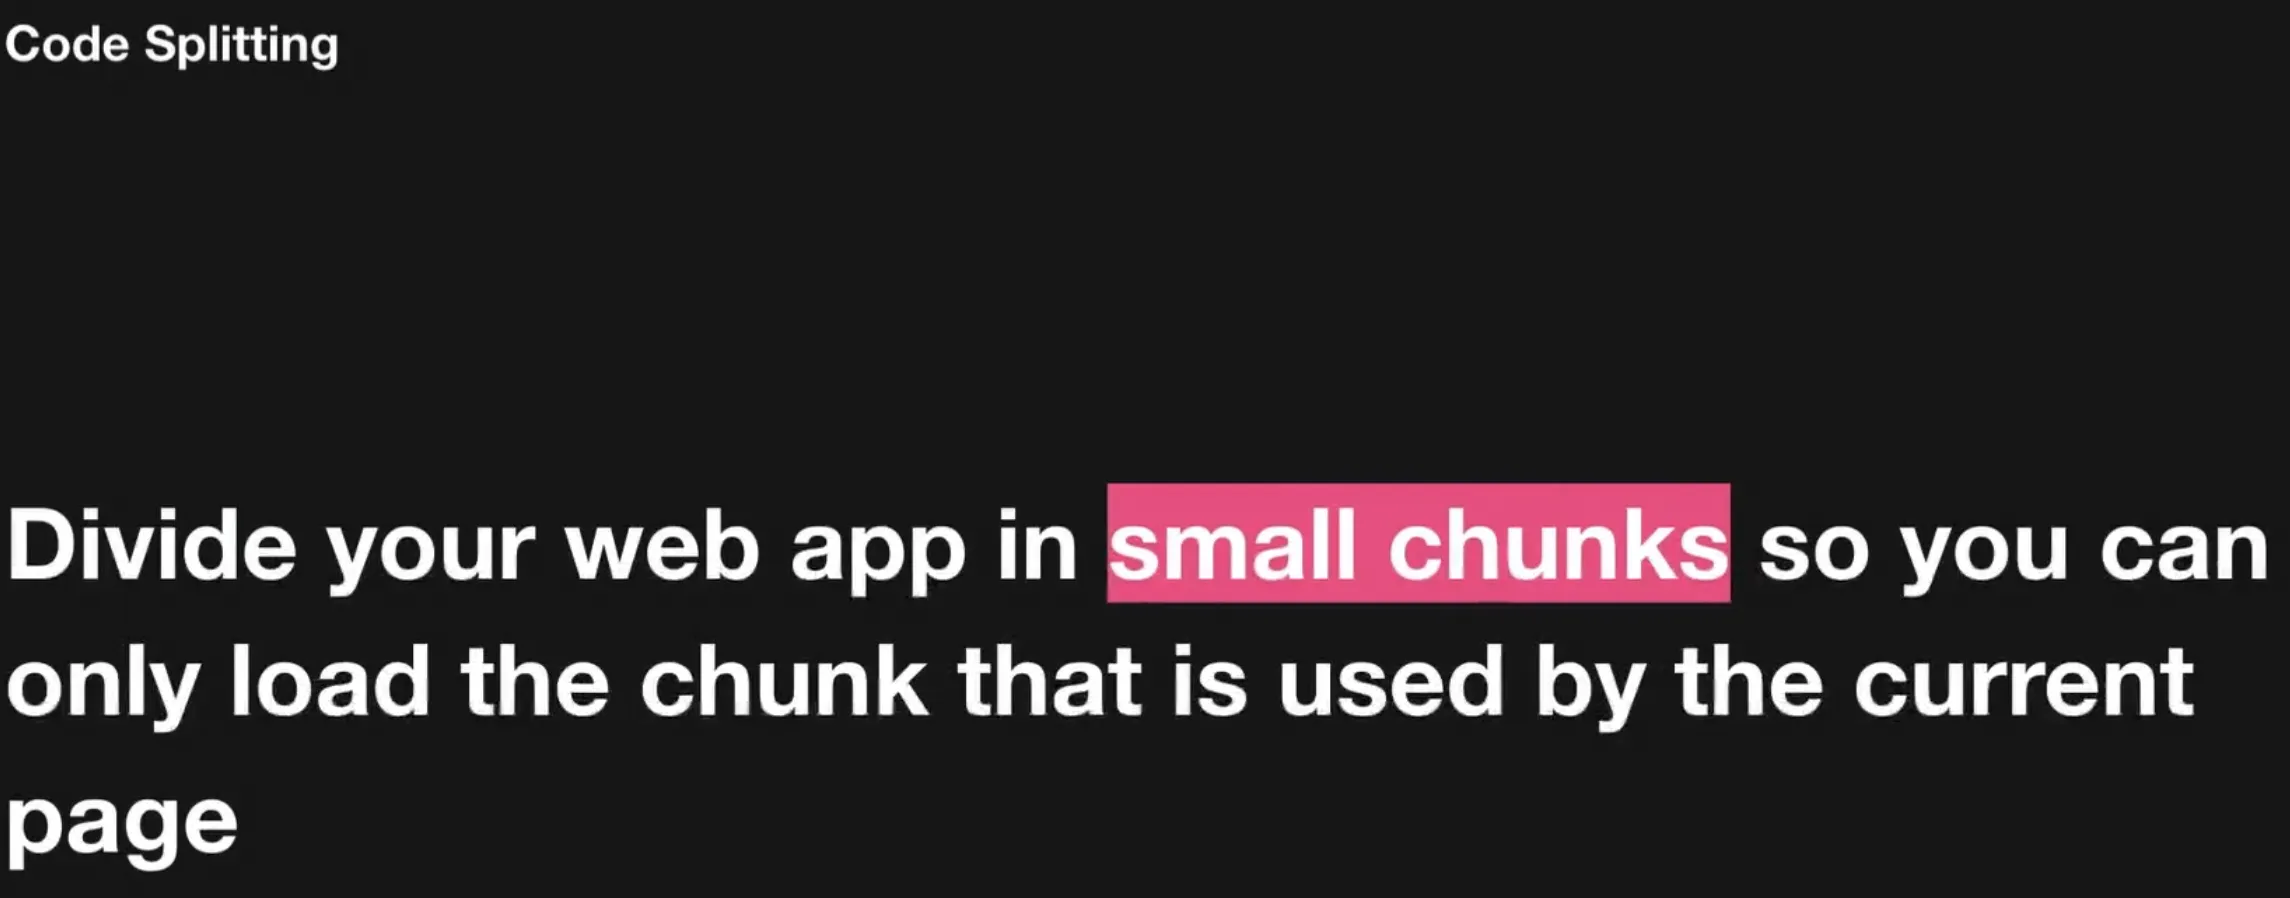 Code Splitting
Divide your web app in small chunks so you can
only load the chunk that is used by the current
page